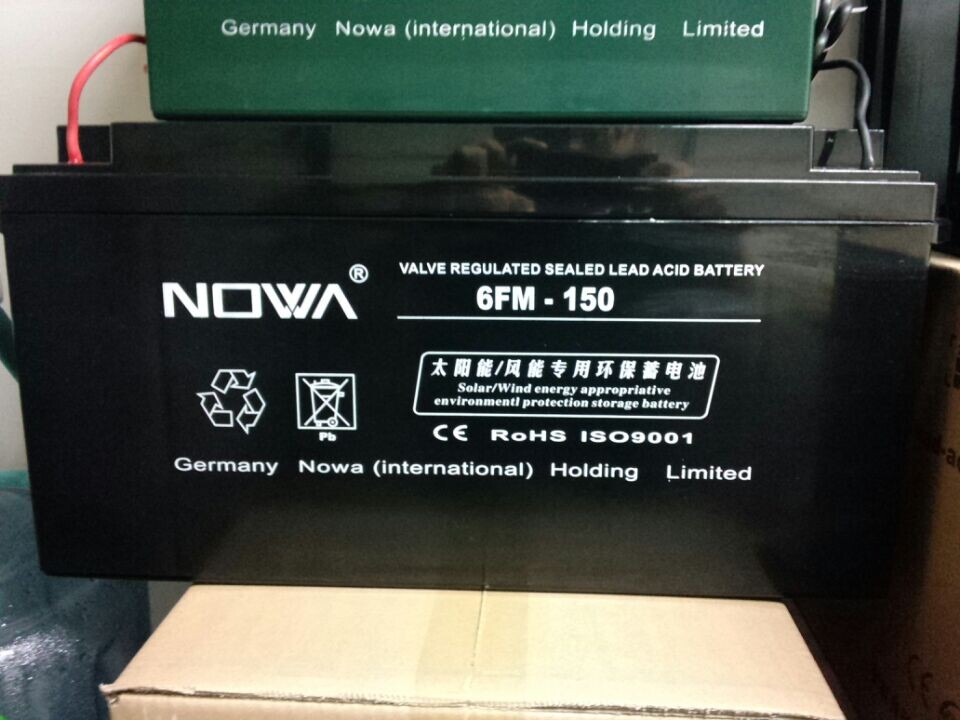 Germany Nowa (international) Holding Limited
NOWA®
VALVE REGULATED SEALED LEAD ACID BATTERY
6FM - 150
太阳能/风能专用环保蓄电池
Solar/Wind energy appropriative
environmentl protection storage battery
Pb
CE RoHS ISO9001
Germany Nowa (international) Holding Limited